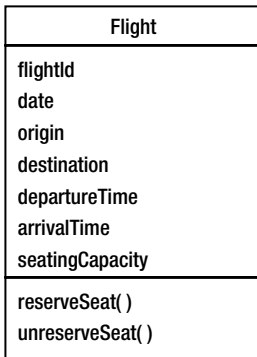 Flight
flightId
date
origin
destination
departureTime
arrivalTime
seatingCapacity
reserveSeat( )
unreserveSeat( )